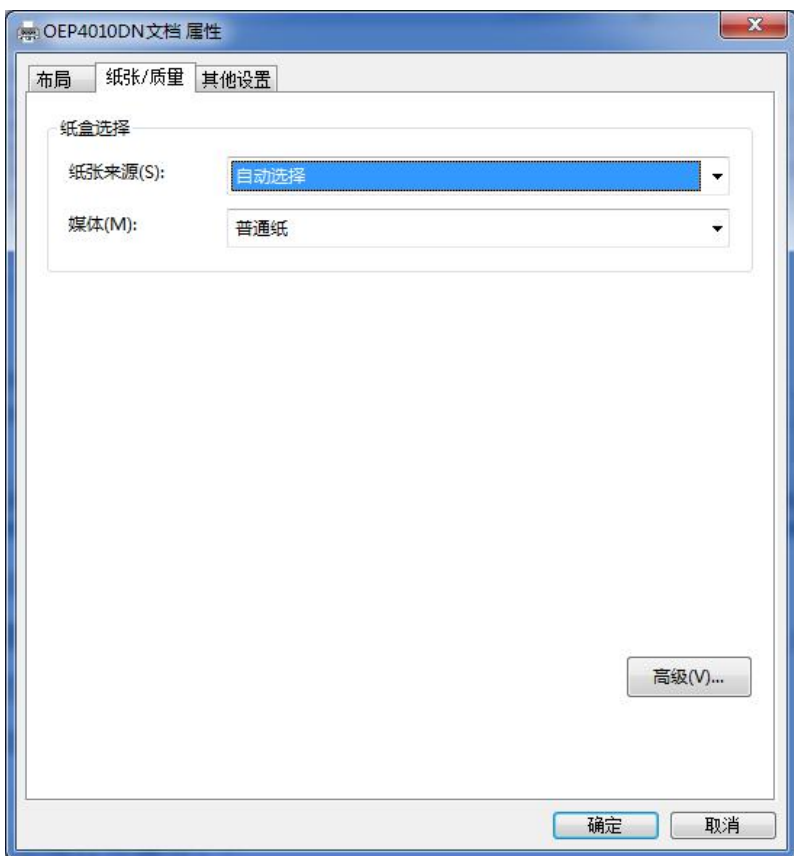 OEP4010DN文档 属性
布局 纸张/质量 其他设置
纸盒选择
纸张来源(S): 自动选择
媒体(M): 普通纸
高级(V)...
确定 取消